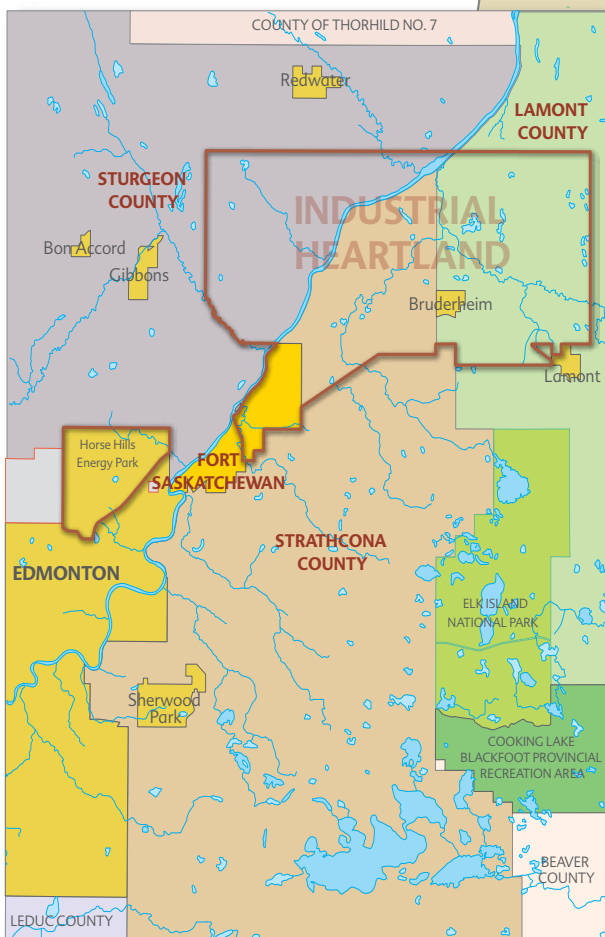 COUNTY OF THORHILD NO. 7
Redwater
LAMONT
COUNTY
STURGEON
COUNTY
INDUSTRIAL
HEARTLAND
Bon Accord
Gibbons
Bruderheim
Lamont
Horse Hills
Energy Park
FORT
SASKATCHEWAN
STRATHCONA
COUNTY
EDMONTON
ELK ISLAND
NATIONAL PARK
Sherwood
Park
COOKING LAKE
BLACKFOOT PROVINCIAL
RECREATION AREA
BEAVER
COUNTY
LEDUC COUNTY